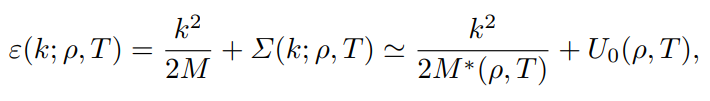 ε(k; ρ, T) = k²/2M + Σ(k; ρ, T) ≃ k²/2M*(ρ, T) + U₀(ρ, T),